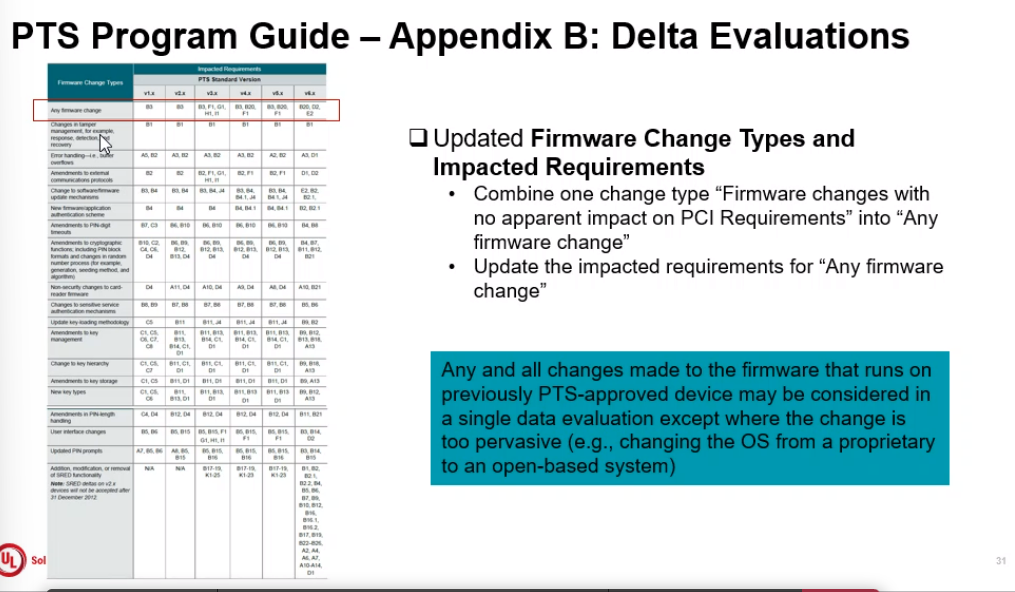 PTS Program Guide – Appendix B: Delta Evaluations
Firmware Change Types
Impacted Requirements
PTS Standard Version
v1.x v2.x v3.x v4.x v5.x v6.x
Any firmware change B3 B3 B3, F1, G1, H1, I1 B3, B20, F1 B3, B20, F1 B20, D2, E2
Changes in tamper
management, for example,
response, detection,
recovery
B1 B1 B1 B1 B1 B1
Error handling—i.e., buffer
overflows
A5, B2 A3, B2 A3, B2 A3, B2 A2, B2 A3, D1
Amendments to external
communications protocols
B2 B2 B2, F1, G1, H1, I1 B2, F1 B2, F1 D1, D2
Change to software/firmware
update mechanisms
B3, B4 B3, B4 B3, B4, J4 B3, B4, B4.1, J4 B3, B4, B4.1, J4 E2, B2, B2.1,
New firmware/application
authentication scheme
B4 B4 B4 B4, B4.1 B4, B4.1 B2, B2.1
Amendments to PIN-digit
timeouts
B7, C3 B6, B10 B6, B10 B6, B10 B6, B10 B4, B8
Amendments to cryptographic
functions; including PIN block
formats and changes in random
number process (for example,
generation, seeding method, and
algorithm)
B10, C2, C4, C6, D4 B6, B9, B12, B13, D4 B6, B9, B12, B13, D4 B6, B9, B12, B13, D4 B6, B9, B12, B13, D4 B4, B7, B11, B12, B21
Non-security changes to card-
reader firmware
D4 A11, D4 A10, D4 A9, D4 A8, D4 A10, B21
Changes to sensitive service
authentication mechanisms
B8, B9 B7, B8 B7, B8 B7, B8 B7, B8 B5, B6
Update key-loading methodology C5 B11 B11, J4 B11, J4 B11, J4 B9, B2
Amendments to key
management
C1, C5, C6, C7, C8 B11, B13, B14, C1, D1 B11, B13, B14, C1, D1 B11, B13, B14, C1, D1 B11, B13, B14, C1, D1 B9, B12, B13, B18, A13
Change to key hierarchy C1, C5, C7 B11, C1, D1 B11, C1, D1 B11, C1, D1 B11, C1, D1 B9, B18, A13
Amendments to key storage C1, C5 B11, D1 B11, D1 B11, D1 B11, D1 B9, A13
New key types C1, C5, C6 B11, B13, D1 B11, B13, D1 B11, B13 D1 B11, B13 D1 B9, B12, A13
Amendments in PIN-length
handling
C4, D4 B12, D4 B12, D4 B12, D4 B12, D4 B11, B21
User interface changes B5, B6 B5, B15 B5, B15, F1 G1, H1, I1 B5, B15, F1 B5, B15, F1 B3, B14, D2
Updated PIN prompts A7, B5, B6 A8, B5, B15 B5, B15, B16 B5, B15, B16 B5, B15, B16 B3, B14, B15
Addition, modification, or removal
of SRED functionality
Note: SRED deltas on v2.x
devices will not be accepted after
31 December 2012
N/A N/A B17-19, K1-25 B17-19, K1-23 B17-19, K1-23 B1, B2, B2.1, B2.2, B4, B5, B6, B7, B9, B10, B12, B16, B16.1, B16.2, B17, B19, B22–B26, A2, A4, A6, A7, A10-A14, D1
❑ Updated Firmware Change Types and
Impacted Requirements
• Combine one change type “Firmware changes with
no apparent impact on PCI Requirements” into “Any
firmware change”
• Update the impacted requirements for “Any firmware
change”
Any and all changes made to the firmware that runs on
previously PTS-approved device may be considered in
a single data evaluation except where the change is
too pervasive (e.g., changing the OS from a proprietary
to an open-based system)
UL Sol
31